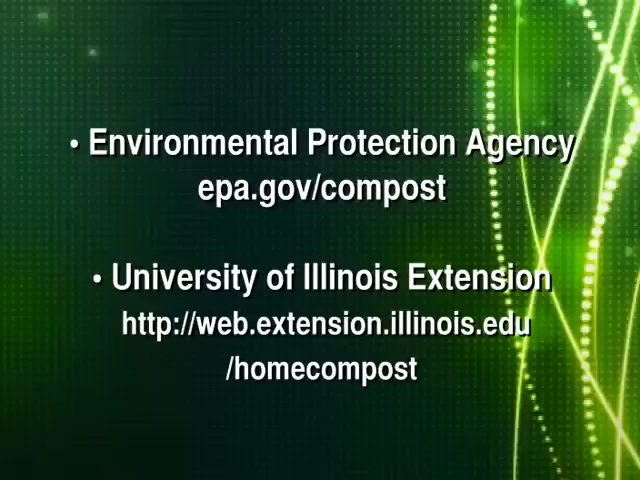 • Environmental Protection Agency
epa.gov/compost
• University of Illinois Extension
http://web.extension.illinois.edu
/homecompost